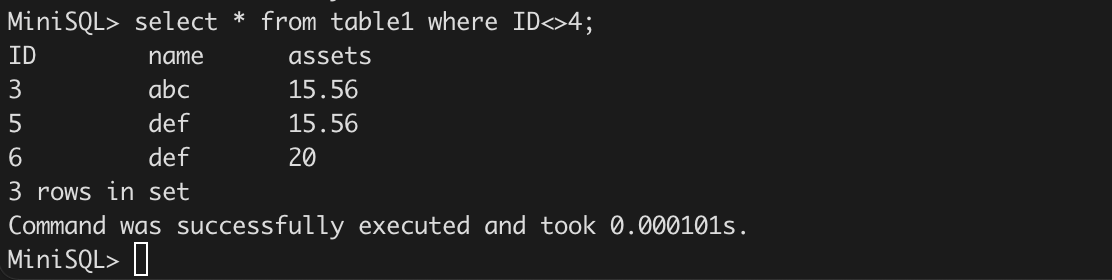 MiniSQL> select * from table1 where ID<>4;
ID name assets
3 abc 15.56
5 def 15.56
6 def 20
3 rows in set
Command was successfully executed and took 0.000101s.
MiniSQL>